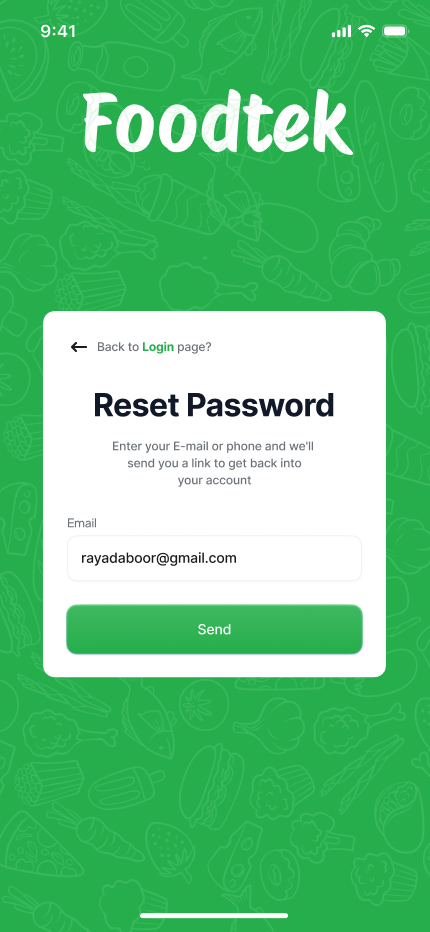 9:41
Foodtek
Back to Login page?
Reset Password
Enter your E-mail or phone and we'll
send you a link to get back into
your account
Email
rayadaboor@gmail.com
Send